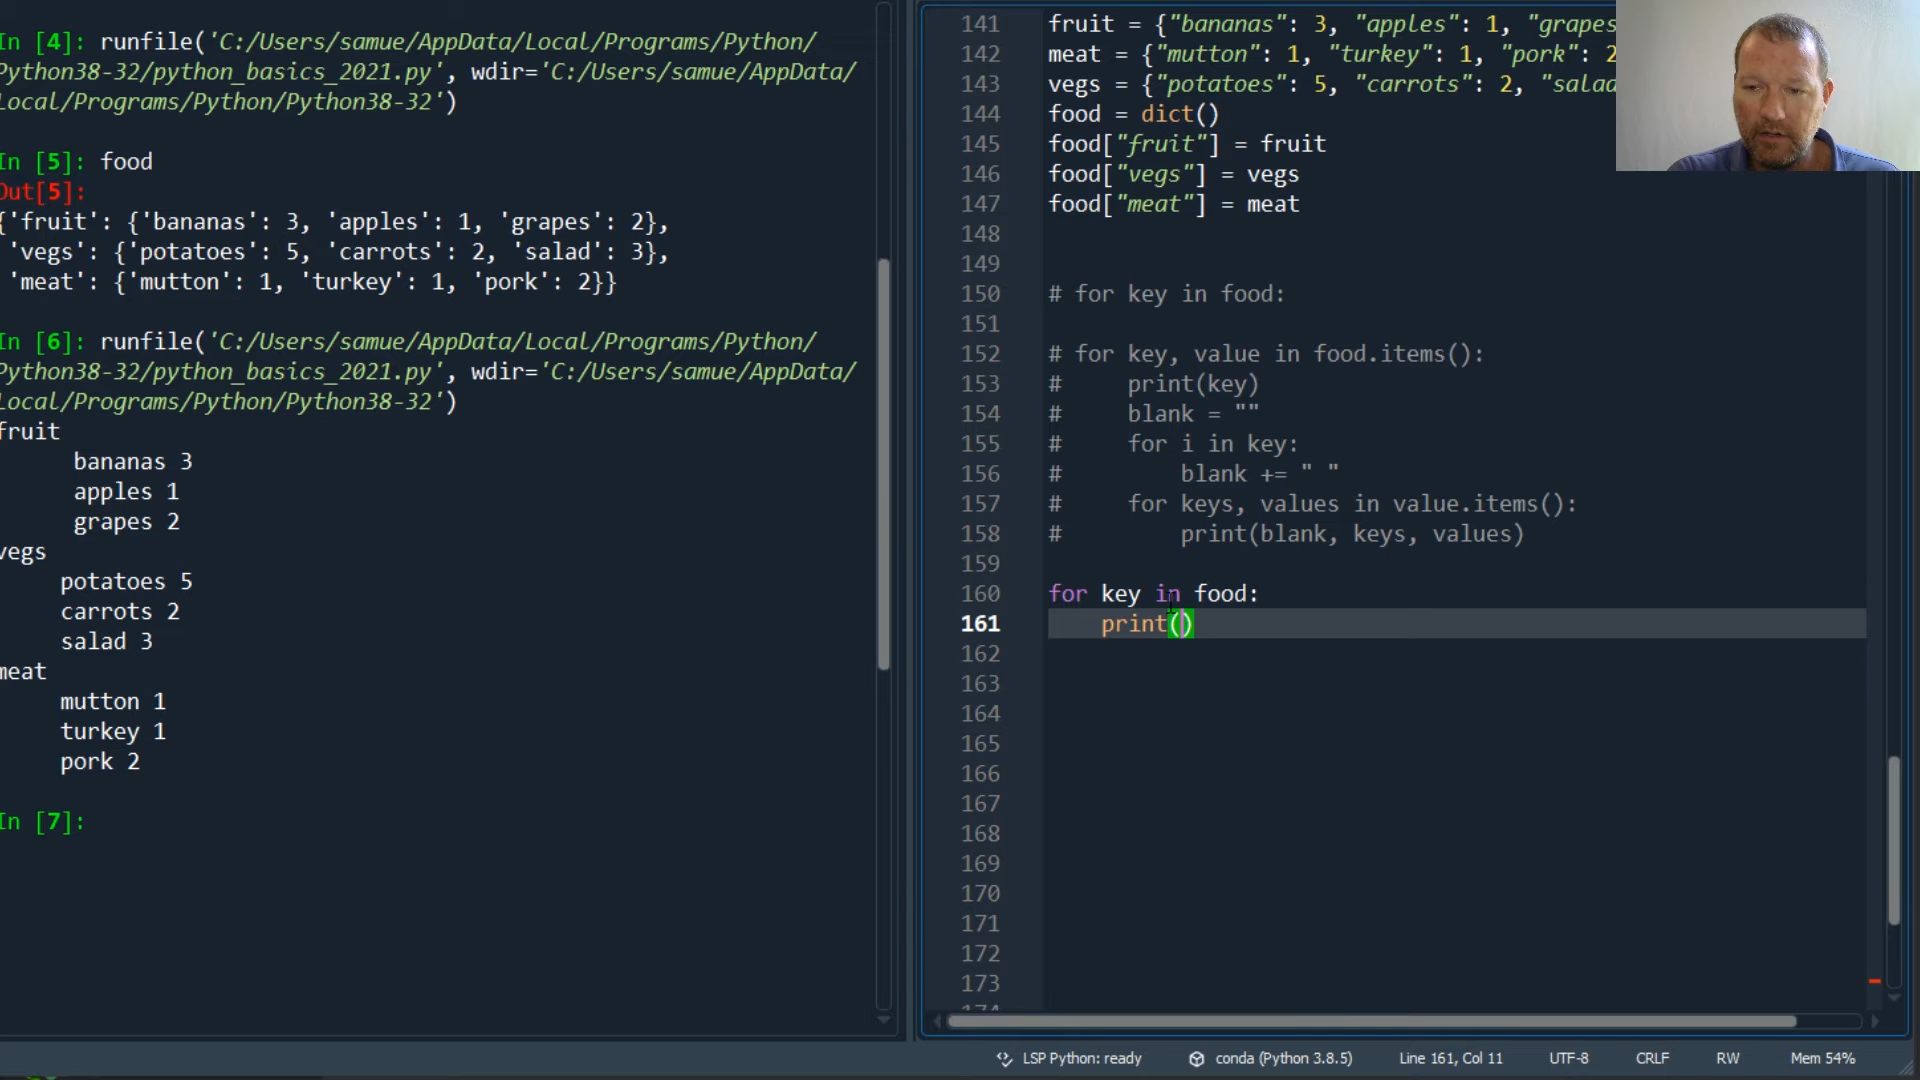 In [4]: runfile('C:/Users/samue/AppData/Local/Programs/Python/
Python38-32/python_basics_2021.py', wdir='C:/Users/samue/AppData/
Local/Programs/Python/Python38-32')
In [5]: food
Out[5]:
{'fruit': {'bananas': 3, 'apples': 1, 'grapes': 2},
'vegs': {'potatoes': 5, 'carrots': 2, 'salad': 3},
'meat': {'mutton': 1, 'turkey': 1, 'pork': 2}}
In [6]: runfile('C:/Users/samue/AppData/Local/Programs/Python/
Python38-32/python_basics_2021.py', wdir='C:/Users/samue/AppData/
Local/Programs/Python/Python38-32')
fruit
bananas 3
apples 1
grapes 2
vegs
potatoes 5
carrots 2
salad 3
meat
mutton 1
turkey 1
pork 2
In [7]:
141 fruit = {"bananas": 3, "apples": 1, "grapes
142 meat = {"mutton": 1, "turkey": 1, "pork": 2
143 vegs = {"potatoes": 5, "carrots": 2, "salad
144 food = dict()
145 food["fruit"] = fruit
146 food["vegs"] = vegs
147 food["meat"] = meat
148
149
150 # for key in food:
151
152 # for key, value in food.items():
153 #     print(key)
154 #     blank = ""
155 #     for i in key:
156 #         blank += " "
157 #     for keys, values in value.items():
158 #         print(blank, keys, values)
159
160 for key in food:
161     print()
162
163
164
165
166
167
168
169
170
171
172
173
LSP Python: ready conda (Python 3.8.5) Line 161, Col 11 UTF-8 CRLF RW Mem 54%